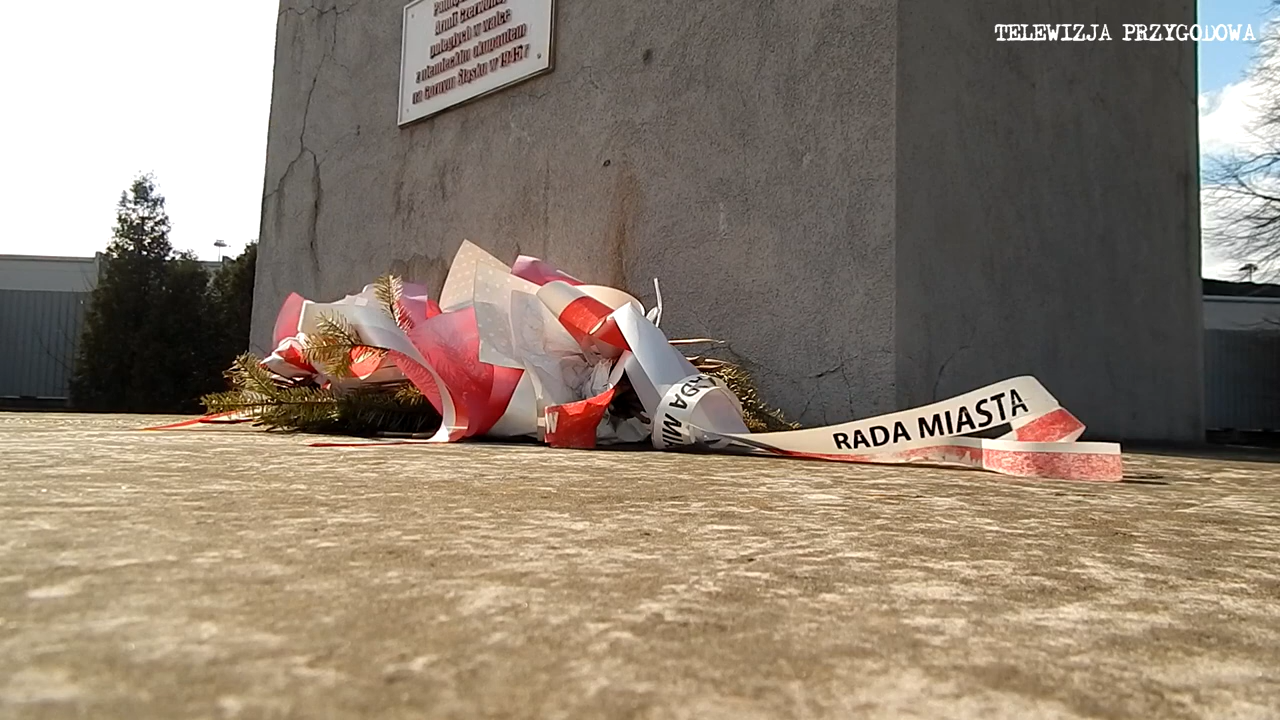 TELEWIZJA PRZYGODOWA
Armii Czerwonej
poległych w walce
z niemieckim okupantem
na Górnym Śląsku w 1945 r
RADA MIASTA